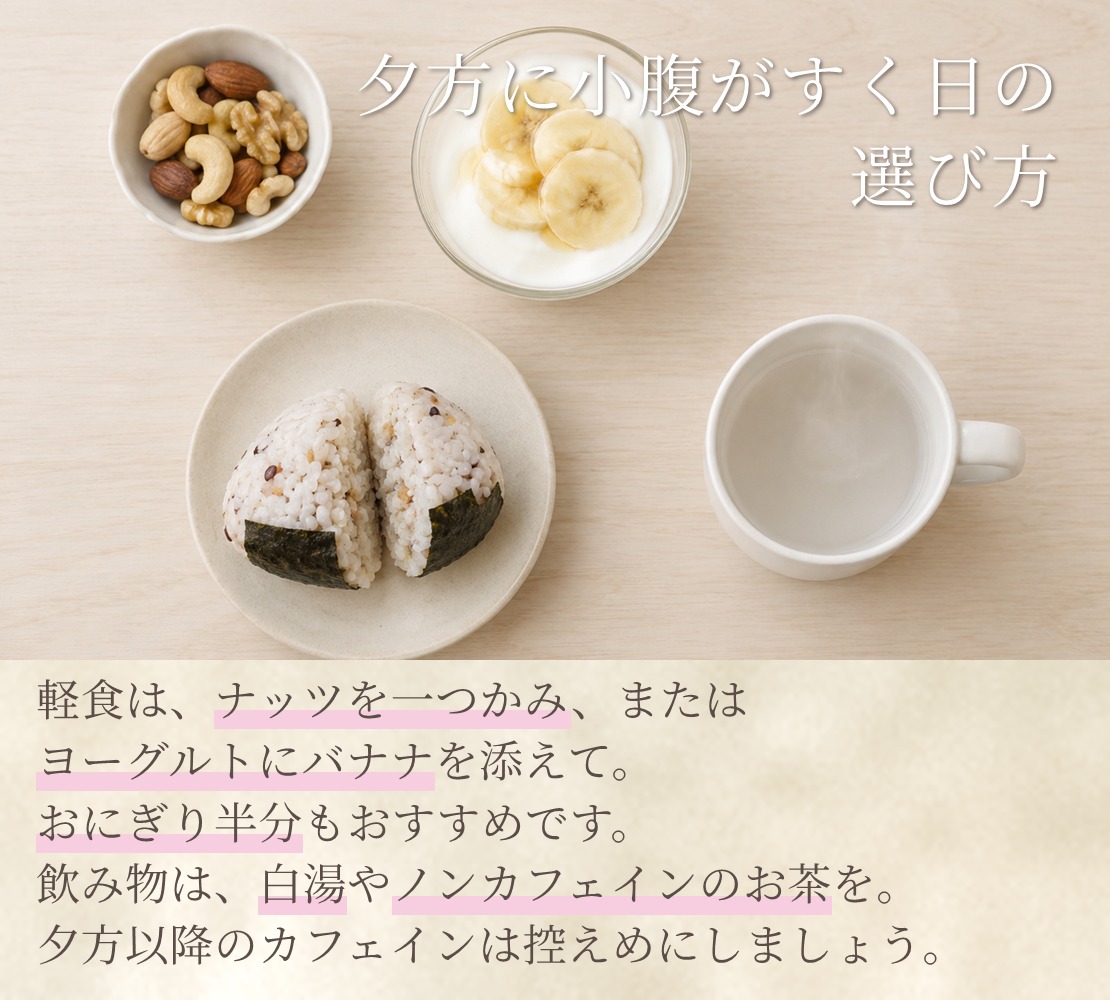 夕方に小腹がすく日の
選び方
軽食は、ナッツを一つかみ、または
ヨーグルトにバナナを添えて。
おにぎり半分もおすすめです。
飲み物は、白湯やノンカフェインのお茶を。
夕方以降のカフェインは控えめにしましょう。